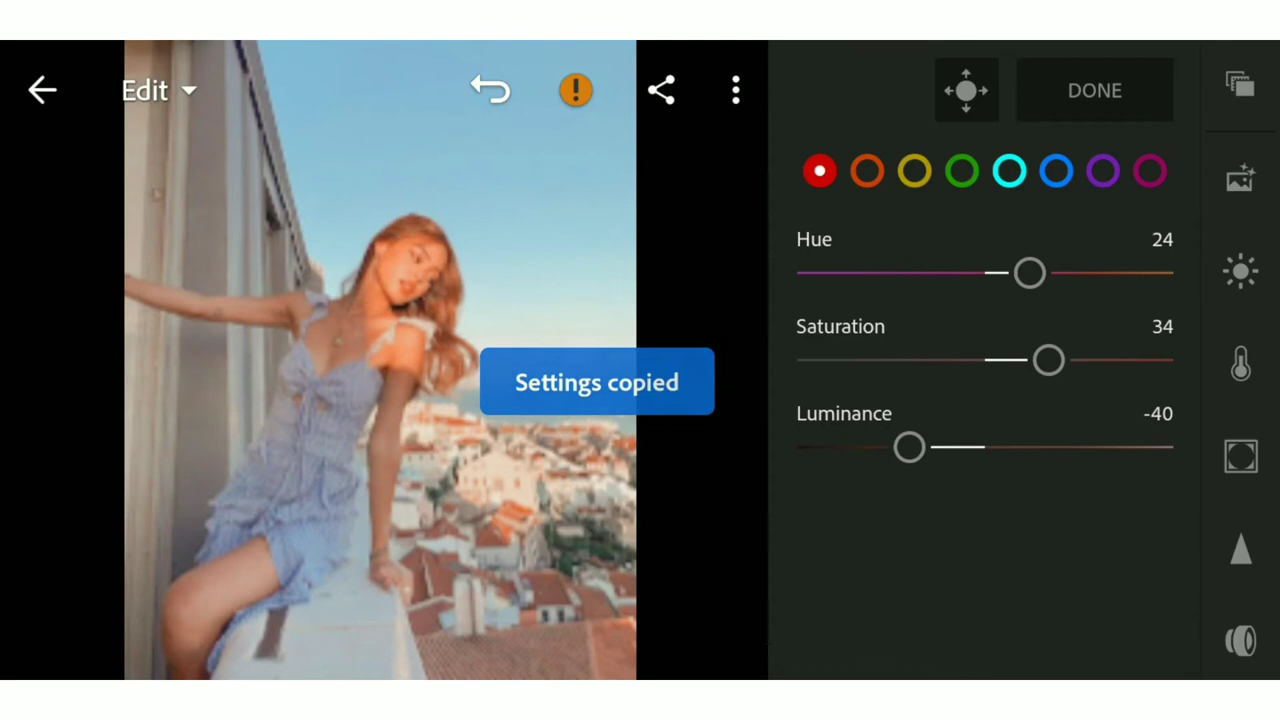 Edit
!
DONE
Hue 24
Saturation 34
Settings copied
Luminance -40